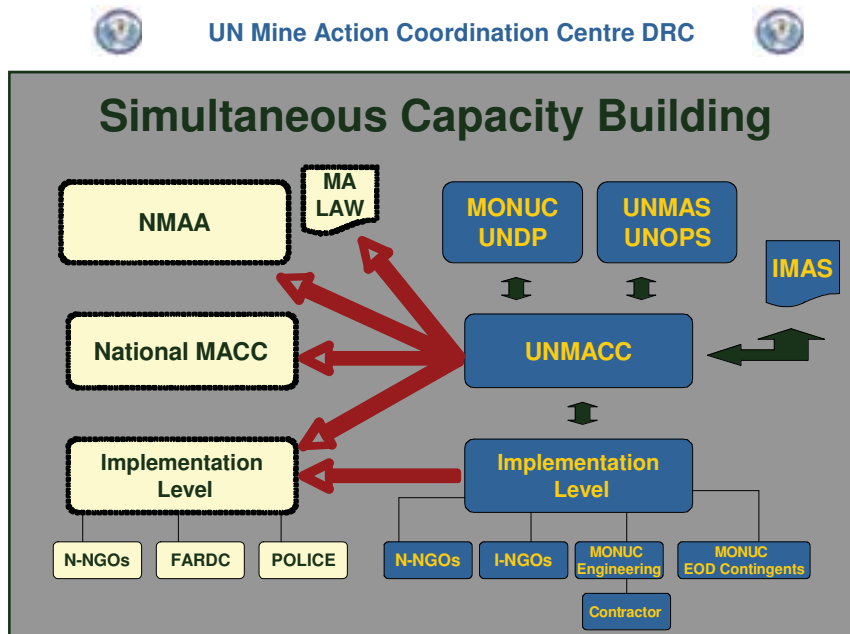 UN Mine Action Coordination Centre DRC
Simultaneous Capacity Building
NMAA
MA
LAW
MONUC
UNDP
UNMAS
UNOPS
IMAS
National MACC
UNMACC
Implementation
Level
Implementation
Level
N-NGOs
FARDC
POLICE
N-NGOs
I-NGOs
MONUC
Engineering
MONUC
EOD Contingents
Contractor